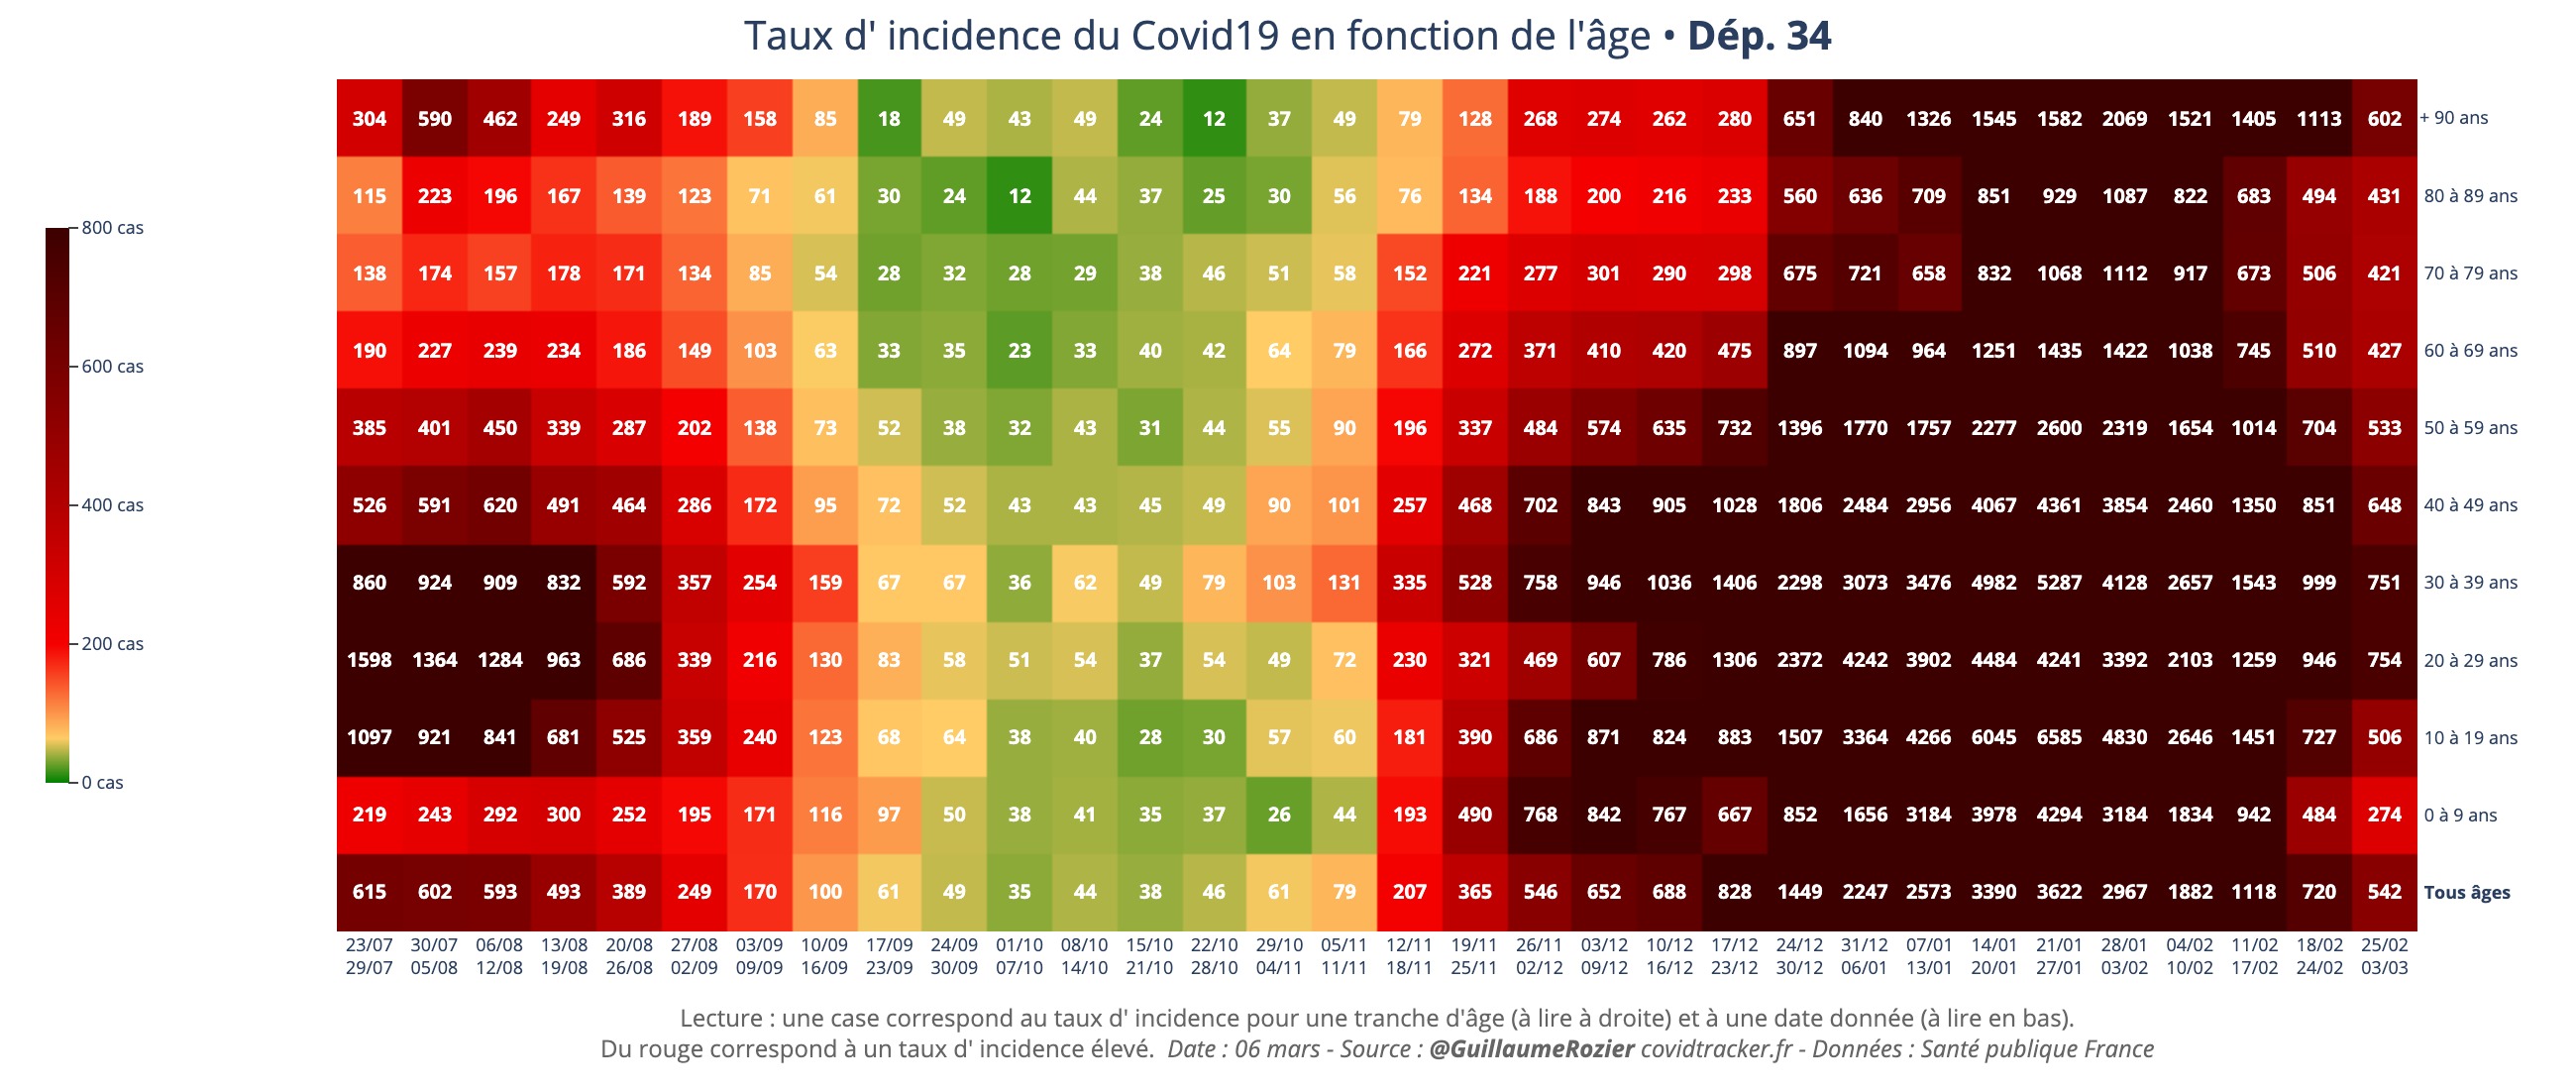 Taux d' incidence du Covid19 en fonction de l'âge • Dép. 34
304 590 462 249 316 189 158 85 18 49 43 49 24 12 37 49 79 128 268 274 262 280 651 840 1326 1545 1582 2069 1521 1405 1113 602 + 90 ans
115 223 196 167 139 123 71 61 30 24 12 44 37 25 30 56 76 134 188 200 216 233 560 636 709 851 929 1087 822 683 494 431 80 à 89 ans
800 cas
138 174 157 178 171 134 85 54 28 32 28 29 38 46 51 58 152 221 277 301 290 298 675 721 658 832 1068 1112 917 673 506 421 70 à 79 ans
190 227 239 234 186 149 103 63 33 35 23 33 40 42 64 79 166 272 371 410 420 475 897 1094 964 1251 1435 1422 1038 745 510 427 60 à 69 ans
600 cas
385 401 450 339 287 202 138 73 52 38 32 43 31 44 55 90 196 337 484 574 635 732 1396 1770 1757 2277 2600 2319 1654 1014 704 533 50 à 59 ans
400 cas
526 591 620 491 464 286 172 95 72 52 43 43 45 49 90 101 257 468 702 843 905 1028 1806 2484 2956 4067 4361 3854 2460 1350 851 648 40 à 49 ans
860 924 909 832 592 357 254 159 67 67 36 62 49 79 103 131 335 528 758 946 1036 1406 2298 3073 3476 4982 5287 4128 2657 1543 999 751 30 à 39 ans
200 cas
1598 1364 1284 963 686 339 216 130 83 58 51 54 37 54 49 72 230 321 469 607 786 1306 2372 4242 3902 4484 4241 3392 2103 1259 946 754 20 à 29 ans
1097 921 841 681 525 359 240 123 68 64 38 40 28 30 57 60 181 390 686 871 824 883 1507 3364 4266 6045 6585 4830 2646 1451 727 506 10 à 19 ans
0 cas
219 243 292 300 252 195 171 116 97 50 38 41 35 37 26 44 193 490 768 842 767 667 852 1656 3184 3978 4294 3184 1834 942 484 274 0 à 9 ans
615 602 593 493 389 249 170 100 61 49 35 44 38 46 61 79 207 365 546 652 688 828 1449 2247 2573 3390 3622 2967 1882 1118 720 542 Tous âges
23/07 30/07 06/08 13/08 20/08 27/08 03/09 10/09 17/09 24/09 01/10 08/10 15/10 22/10 29/10 05/11 12/11 19/11 26/11 03/12 10/12 17/12 24/12 31/12 07/01 14/01 21/01 28/01 04/02 11/02 18/02 25/02
29/07 05/08 12/08 19/08 26/08 02/09 09/09 16/09 23/09 30/09 07/10 14/10 21/10 28/10 04/11 11/11 18/11 25/11 02/12 09/12 16/12 23/12 30/12 06/01 13/01 20/01 27/01 03/02 10/02 17/02 24/02 03/03
Lecture : une case correspond au taux d' incidence pour une tranche d'âge (à lire à droite) et à une date donnée (à lire en bas).
Du rouge correspond à un taux d' incidence élevé. Date : 06 mars - Source : @GuillaumeRozier covidtracker.fr - Données : Santé publique France